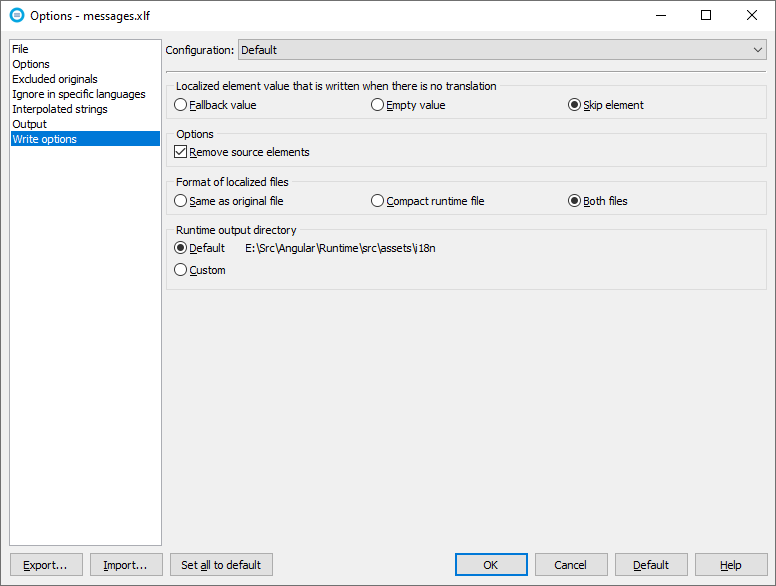 Options - messages.xlf
File
Options
Excluded originals
Ignore in specific languages
Interpolated strings
Output
Write options
Configuration: Default
Localized element value that is written when there is no translation
Fallback value Empty value Skip element
Options
Remove source elements
Format of localized files
Same as original file Compact runtime file Both files
Runtime output directory
Default E:\Src\Angular\Runtime\src\assets\i18n
Custom
Export... Import... Set all to default OK Cancel Default Help